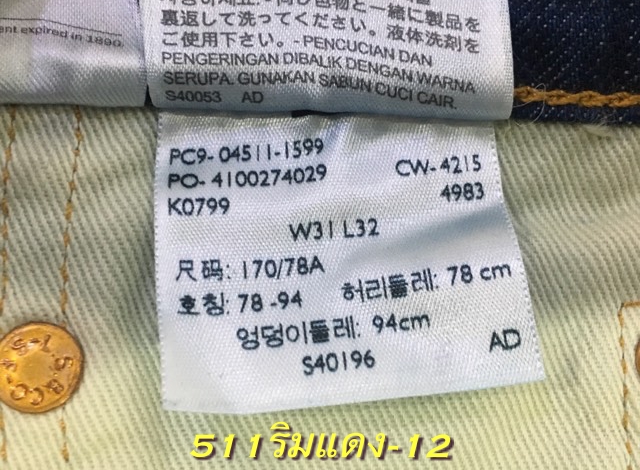 ent expired in 1890.
裏返して洗ってください。液体洗剤を
ご使用ください。-PENCUCIAN DAN
PENGERINGAN DIBALIK DENGAN WARNA
SERUPA. GUNAKAN SABUN CUCI CAIR.
S40053 AD
PC9-04511-1599
PO-4100274029 CW-4215
K0799 4983
W31 L32
尺码: 170/78A
호칭: 78 -94 허리둘레: 78 cm
엉덩이둘레: 94cm
S40196 AD
511ริมแดง-12